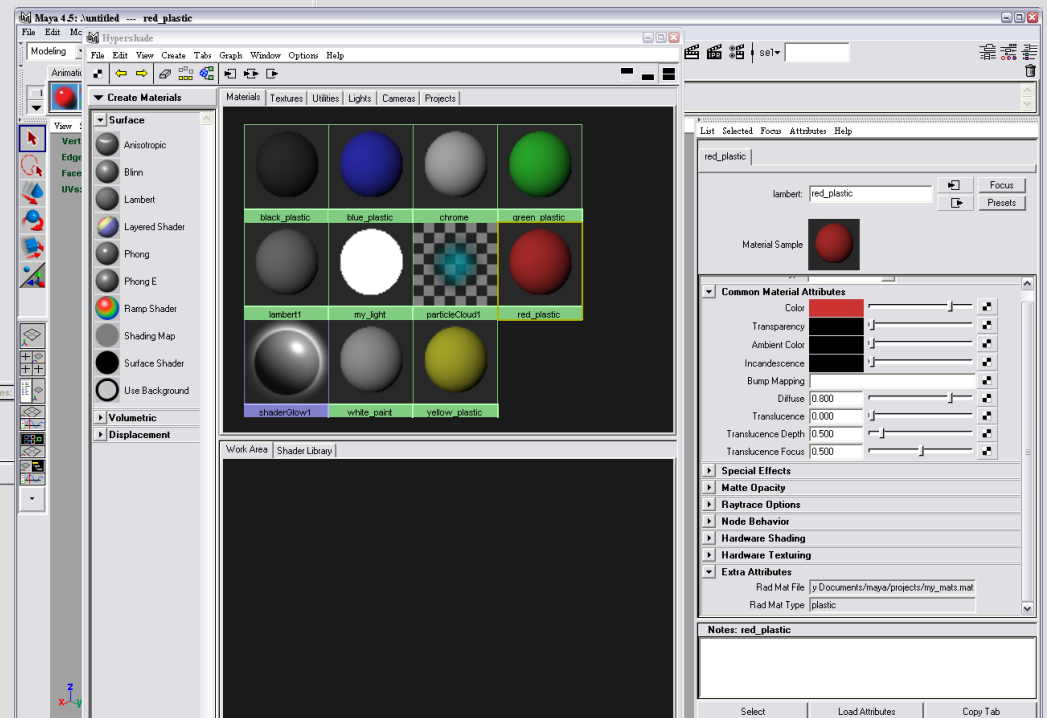 Maya 4.5: .\untitled --- red_plastic
File Edit
Modeling
sel
View
Vert
Edge
Face
UVs:
z
x y
Hypershade
File Edit View Create Tabs Graph Window Options Help
Create Materials
Surface
Anisotropic
Blinn
Lambert
Layered Shader
Phong
Phong E
Ramp Shader
Shading Map
Surface Shader
Use Background
Volumetric
Displacement
Materials Textures Utilities Lights Cameras Projects
black_plastic blue_plastic chrome green_plastic
lambert1 my_light particleCloud1 red_plastic
shaderGlow1 white_paint yellow_plastic
Work Area Shader Library
List Selected Focus Attributes Help
red_plastic
lambert: red_plastic
Focus
Presets
Material Sample
Common Material Attributes
Color
Transparency
Ambient Color
Incandescence
Bump Mapping
Diffuse 0.800
Translucence 0.000
Translucence Depth 0.500
Translucence Focus 0.500
Special Effects
Matte Opacity
Raytrace Options
Node Behavior
Hardware Shading
Hardware Texturing
Extra Attributes
Rad Mat File y Documents/maya/projects/my_mats.mat
Rad Mat Type plastic
Notes: red_plastic
Select Load Attributes Copy Tab